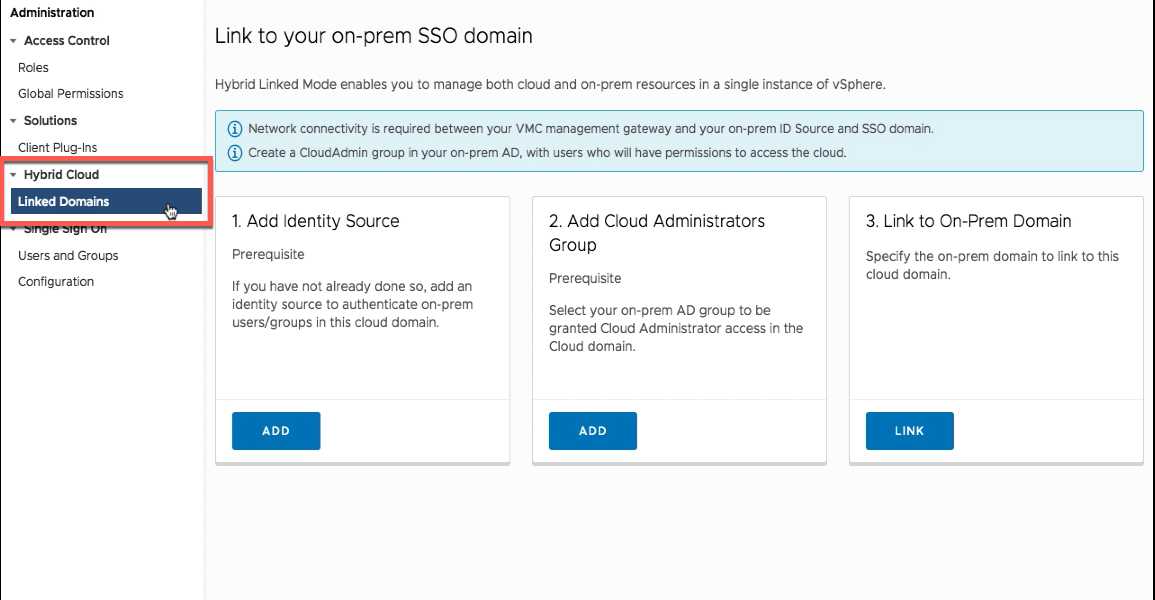 Administration
Access Control
Roles
Global Permissions
Solutions
Client Plug-Ins
Hybrid Cloud
Linked Domains
Single Sign On
Users and Groups
Configuration
Link to your on-prem SSO domain
Hybrid Linked Mode enables you to manage both cloud and on-prem resources in a single instance of vSphere.
Network connectivity is required between your VMC management gateway and your on-prem ID Source and SSO domain.
Create a CloudAdmin group in your on-prem AD, with users who will have permissions to access the cloud.
1. Add Identity Source
Prerequisite
If you have not already done so, add an
identity source to authenticate on-prem
users/groups in this cloud domain.
ADD
2. Add Cloud Administrators
Group
Prerequisite
Select your on-prem AD group to be
granted Cloud Administrator access in the
Cloud domain.
ADD
3. Link to On-Prem Domain
Specify the on-prem domain to link to this
cloud domain.
LINK